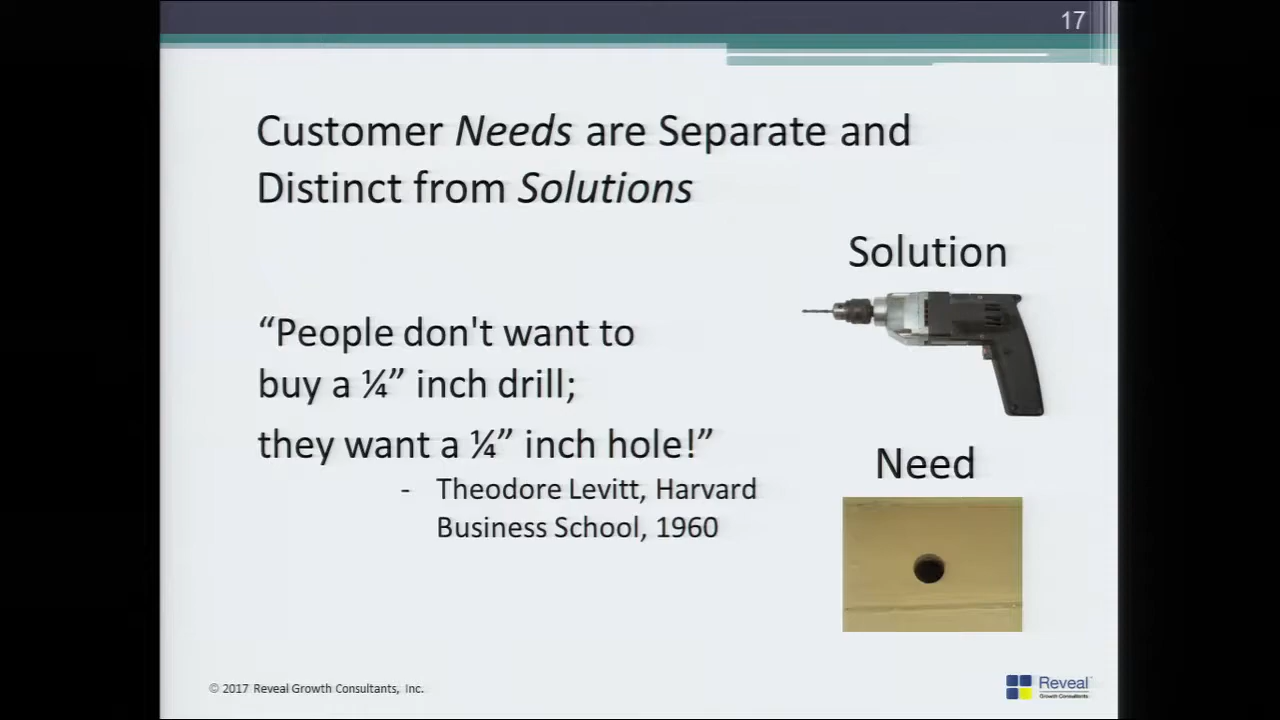 17
Customer Needs are Separate and
Distinct from Solutions
Solution
“People don't want to
buy a ¼” inch drill;
they want a ¼” inch hole!”
- Theodore Levitt, Harvard
Business School, 1960
Need
© 2017 Reveal Growth Consultants, Inc.
Reveal
Growth Consultants